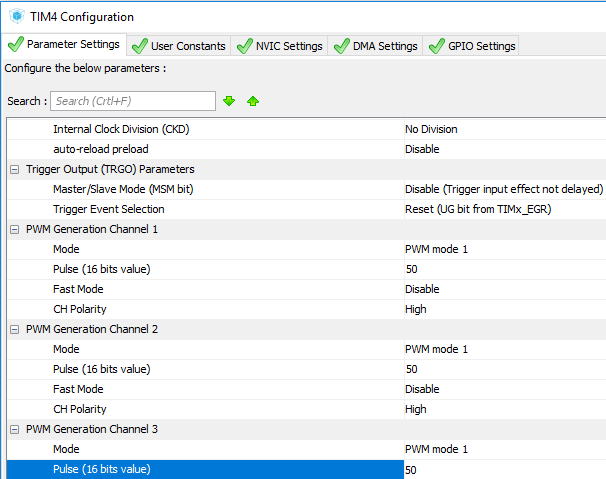 TIM4 Configuration
Parameter Settings User Constants NVIC Settings DMA Settings GPIO Settings
Configure the below parameters :
Search : Search (Crtl+F)
Internal Clock Division (CKD) No Division
auto-reload preload Disable
Trigger Output (TRGO) Parameters
Master/Slave Mode (MSM bit) Disable (Trigger input effect not delayed)
Trigger Event Selection Reset (UG bit from TIMx_EGR)
PWM Generation Channel 1
Mode PWM mode 1
Pulse (16 bits value) 50
Fast Mode Disable
CH Polarity High
PWM Generation Channel 2
Mode PWM mode 1
Pulse (16 bits value) 50
Fast Mode Disable
CH Polarity High
PWM Generation Channel 3
Mode PWM mode 1
Pulse (16 bits value) 50